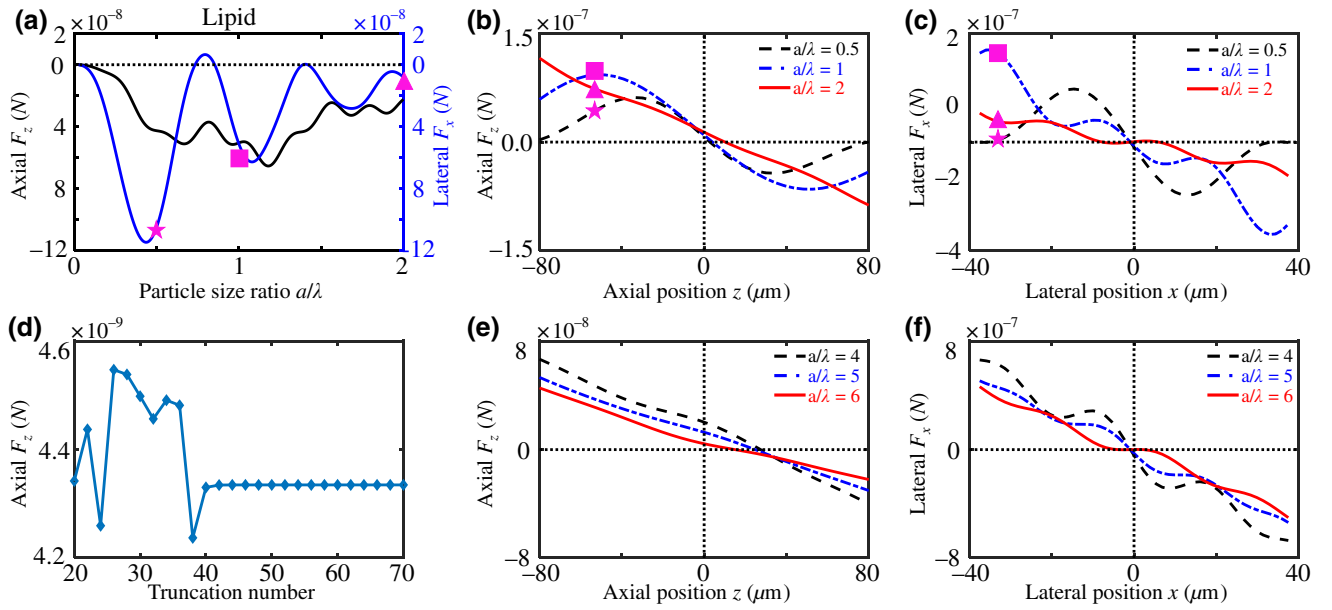 (a)
Lipid
×10⁻⁸
×10⁻⁸
2
0
4
8
−12
2
0
4
8
12
Axial F_z (N)
Lateral F_x (N)
0
1
2
Particle size ratio a/λ
(b)
×10⁻⁷
1.5
0.0
−1.5
Axial F_z (N)
a/λ = 0.5
a/λ = 1
a/λ = 2
−80
0
80
Axial position z (μm)
(c)
×10⁻⁷
2
0
−2
−4
Lateral F_x (N)
a/λ = 0.5
a/λ = 1
a/λ = 2
−40
0
40
Lateral position x (μm)
(d)
×10⁻⁹
4.6
4.4
4.2
Axial F_z (N)
20 30 40 50 60 70
Truncation number
(e)
×10⁻⁸
8
0
−8
Axial F_z (N)
a/λ = 4
a/λ = 5
a/λ = 6
−80
0
80
Axial position z (μm)
(f)
×10⁻⁷
8
0
−8
Lateral F_x (N)
a/λ = 4
a/λ = 5
a/λ = 6
−40
0
40
Lateral position x (μm)